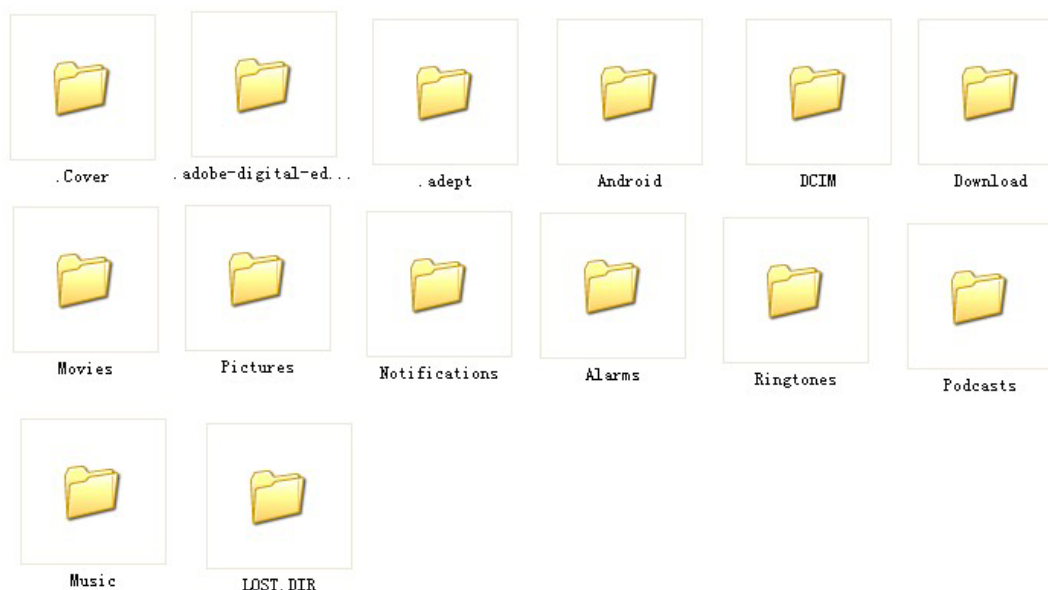 .Cover
.adobe-digital-ed...
.adept
Android
DCIM
Download
Movies
Pictures
Notifications
Alarms
Ringtones
Podcasts
Music
LOST.DIR